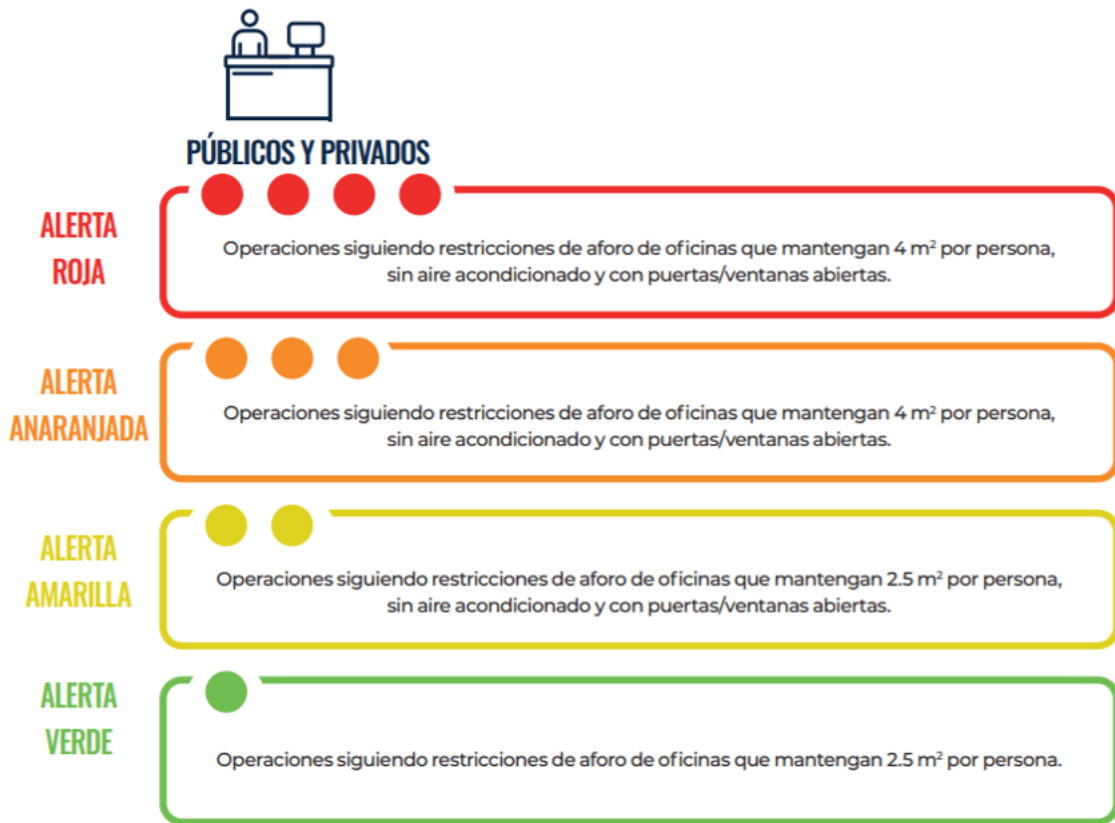 PÚBLICOS Y PRIVADOS
ALERTA
ROJA
Operaciones siguiendo restricciones de aforo de oficinas que mantengan 4 m² por persona,
sin aire acondicionado y con puertas/ventanas abiertas.
ALERTA
ANARANJADA
Operaciones siguiendo restricciones de aforo de oficinas que mantengan 4 m² por persona,
sin aire acondicionado y con puertas/ventanas abiertas.
ALERTA
AMARILLA
Operaciones siguiendo restricciones de aforo de oficinas que mantengan 2.5 m² por persona,
sin aire acondicionado y con puertas/ventanas abiertas.
ALERTA
VERDE
Operaciones siguiendo restricciones de aforo de oficinas que mantengan 2.5 m² por persona.